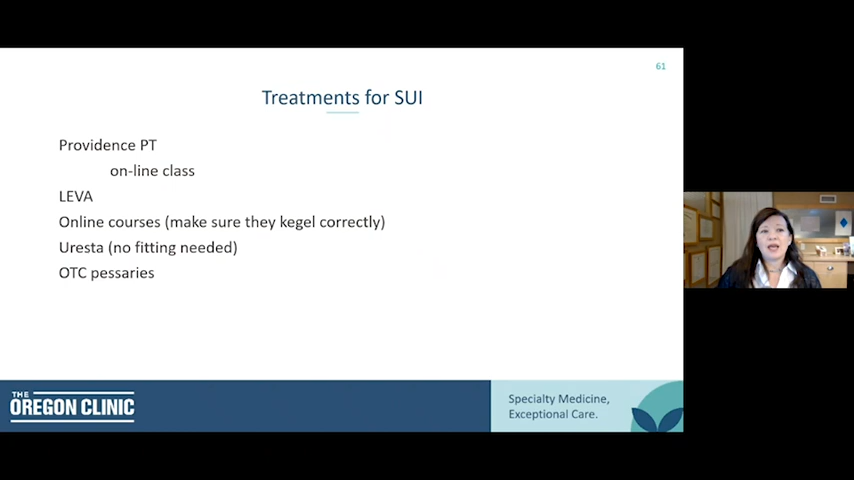 61
Treatments for SUI
Providence PT
on-line class
LEVA
Online courses (make sure they kegel correctly)
Uresta (no fitting needed)
OTC pessaries
THE
OREGON CLINIC
Specialty Medicine,
Exceptional Care.